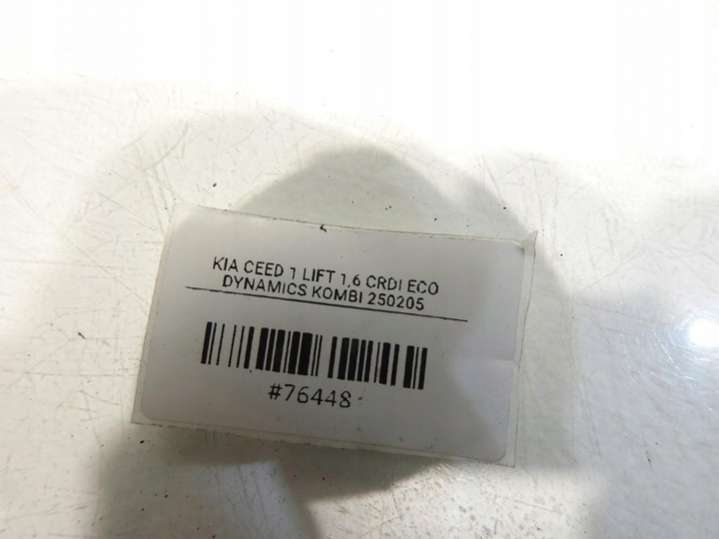 KIA CEED 1 LIFT 1,6 CRDI ECO
DYNAMICS KOMBI 250205
#76448